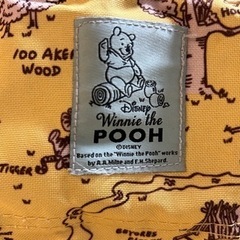 100 AKER
WOOD
DISNEY
Winnie the
POOH
©DISNEY
Based on the "Winnie the Pooh" works
by A.A.Milne and E.H.Shepard.
TIGGER